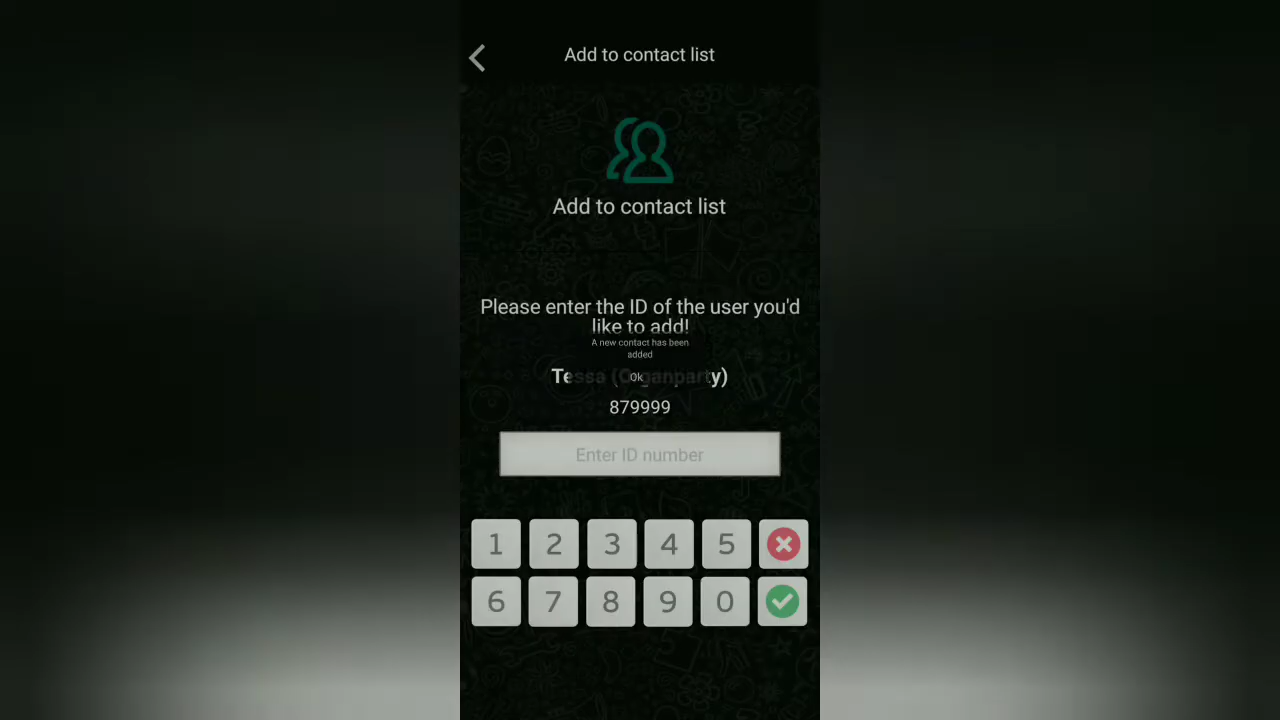 Add to contact list
Add to contact list
Please enter the ID of the user you'd
like to add!
A new contact has been
added
Tessa (Organparty)
Ok
879999
Enter ID number
1 2 3 4 5
6 7 8 9 0